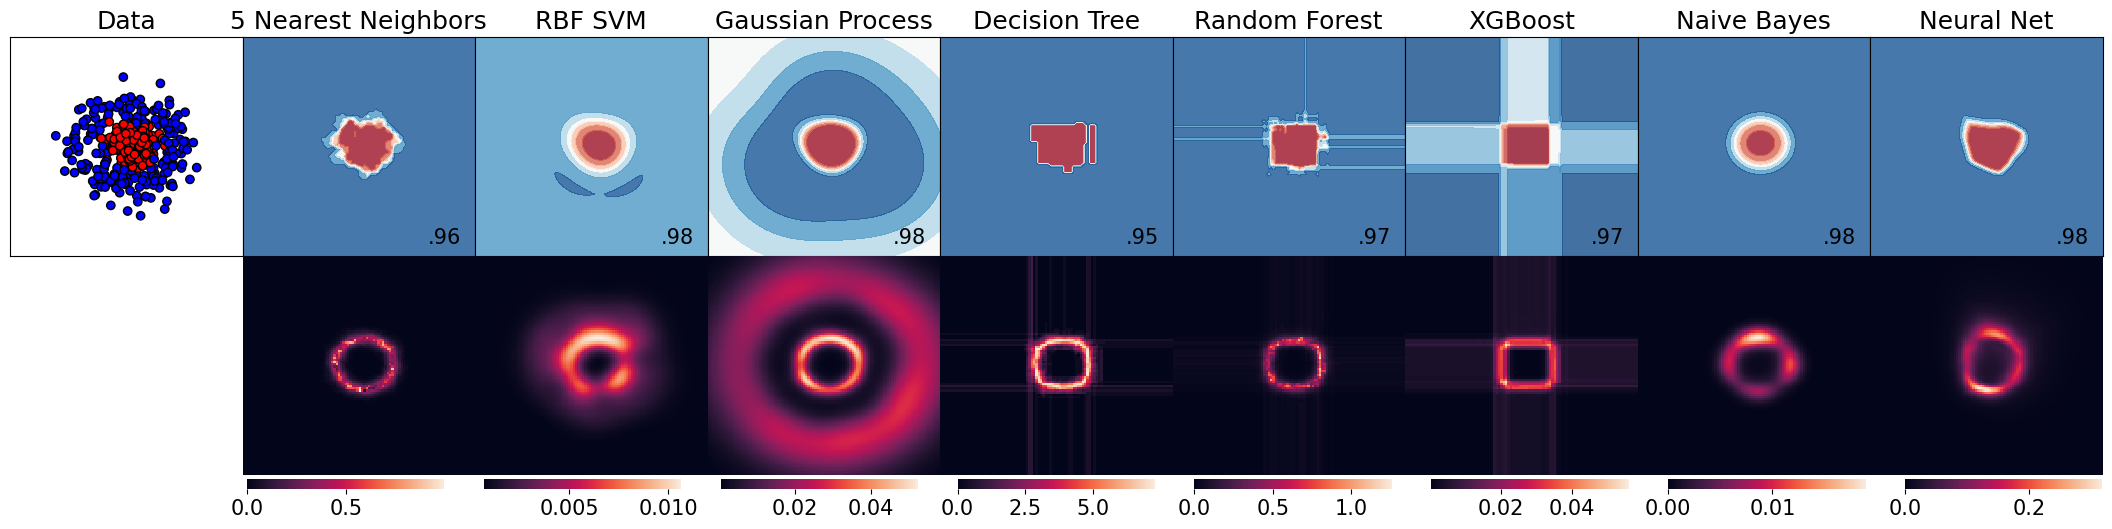 Data 5 Nearest Neighbors RBF SVM Gaussian Process Decision Tree Random Forest XGBoost Naive Bayes Neural Net
.96 .98 .98 .95 .97 .97 .98 .98
0.0 0.5 0.005 0.010 0.02 0.04 0.0 2.5 5.0 0.0 0.5 1.0 0.02 0.04 0.00 0.01 0.0 0.2